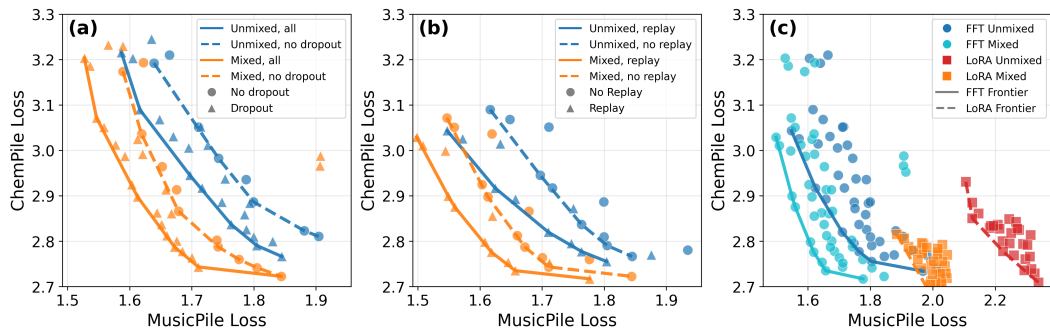 (a)
3.3
3.2
3.1
3.0
2.9
2.8
2.7
ChemPile Loss
1.5 1.6 1.7 1.8 1.9
MusicPile Loss
Unmixed, all
Unmixed, no dropout
Mixed, all
Mixed, no dropout
No dropout
Dropout
(b)
3.3
3.2
3.1
3.0
2.9
2.8
2.7
ChemPile Loss
1.5 1.6 1.7 1.8 1.9
MusicPile Loss
Unmixed, replay
Unmixed, no replay
Mixed, replay
Mixed, no replay
No Replay
Replay
(c)
3.3
3.2
3.1
3.0
2.9
2.8
2.7
ChemPile Loss
1.6 1.8 2.0 2.2
MusicPile Loss
FFT Unmixed
FFT Mixed
LoRA Unmixed
LoRA Mixed
FFT Frontier
LoRA Frontier